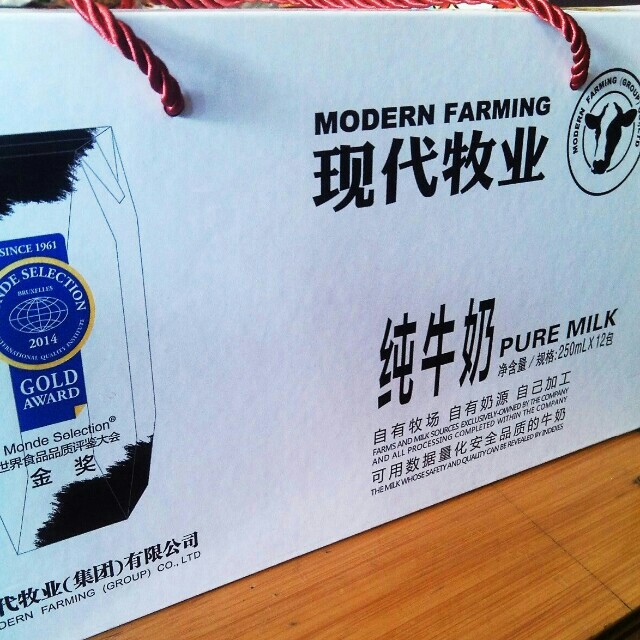 MODERN FARMING
现代牧业
MODERN FARMING (GROUP)
SINCE 1961
SELECTION
BRUXELLES
2014
INTERNATIONAL QUALITY INSTITUTE
GOLD
AWARD
Monde Selection®
世界食品品质评鉴大会
金奖
纯牛奶 PURE MILK
净含量/规格:250mL X 12包
自有牧场 自有奶源 自己加工
FARMS AND MILK SOURCES, EXCLUSIVELY-OWNED BY THE COMPANY
AND ALL PROCESSING COMPLETED WITHIN THE COMPANY
可用数据量化安全品质的牛奶
THE MILK WHOSE SAFETY AND QUALITY CAN BE REVEALED BY INDEXES
代牧业(集团)有限公司
FARMING (GROUP) CO., LTD